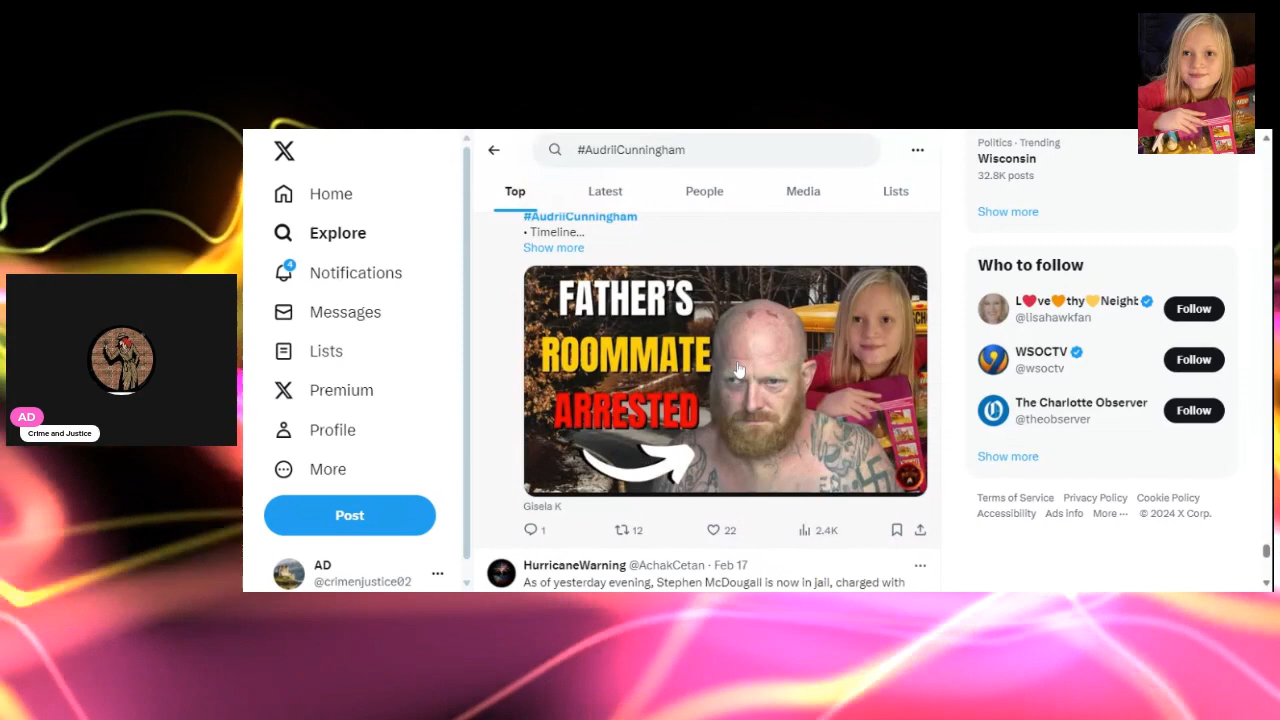 Home
Explore
4
Notifications
Messages
Lists
Premium
Profile
More
Post
AD
@crimenjustice02
#AudriiCunningham
Top
Latest
People
Media
Lists
#AudriiCunningham
• Timeline...
Show more
FATHER'S
ROOMMATE
ARRESTED
Gisela K
1
12
22
2.4K
HurricaneWarning @AchakCetan · Feb 17
As of yesterday evening, Stephen McDougall is now in jail, charged with
Politics · Trending
Wisconsin
32.8K posts
Show more
Who to follow
L❤️ve🧡thy💛Neighb
@lisahawkfan
Follow
WSOCTV
@wsoctv
Follow
The Charlotte Observer
@theobserver
Follow
Show more
Terms of Service Privacy Policy Cookie Policy
Accessibility Ads info More ··· © 2024 X Corp.
AD
Crime and Justice